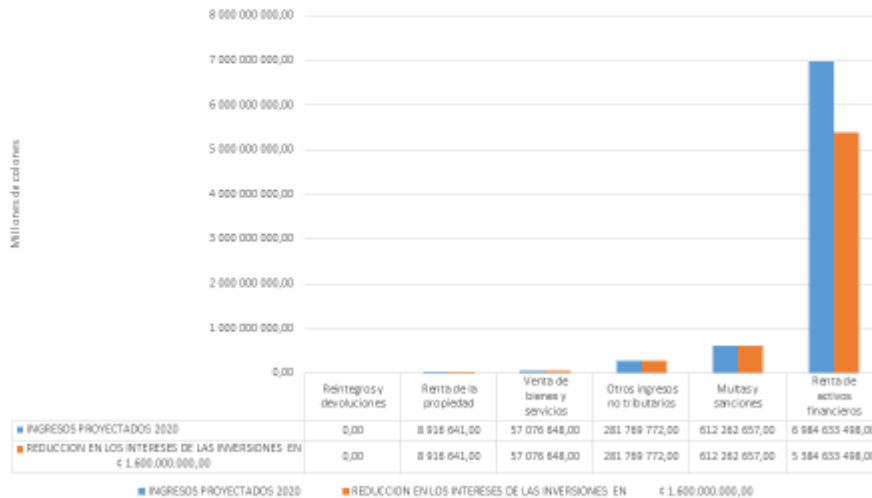 8 000 000 000,00
7 000 000 000,00
6 000 000 000,00
5 000 000 000,00
4 000 000 000,00
3 000 000 000,00
2 000 000 000,00
1 000 000 000,00
0,00
Millones de colones
Reintegros y devoluciones
Renta de la propiedad
Venta de bienes y servicios
Otros ingresos no tributarios
Multas y sanciones
Renta de activos financieros
INGRESOS PROYECTADOS 2020 0,00 8 916 641,00 57 076 648,00 281 769 772,00 612 262 657,00 6 984 633 498,00
REDUCCION EN LOS INTERESES DE LAS INVERSIONES EN ¢ 1.600.000.000,00 0,00 8 916 641,00 57 076 648,00 281 769 772,00 612 262 657,00 5 384 633 498,00
INGRESOS PROYECTADOS 2020 REDUCCION EN LOS INTERESES DE LAS INVERSIONES EN ¢ 1.600.000.000,00